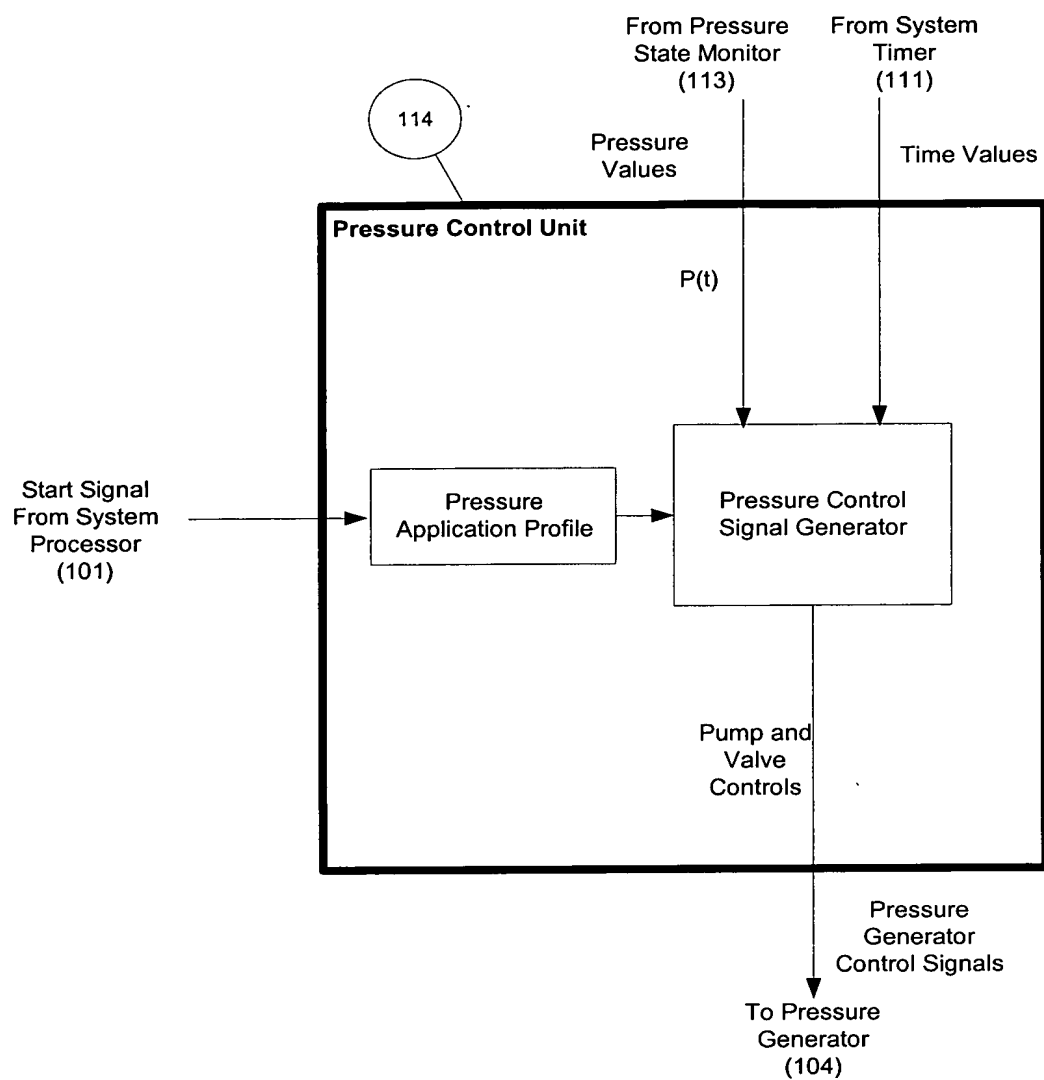 From Pressure
State Monitor
(113)
From System
Timer
(111)
114
Pressure
Values
Time Values
Pressure Control Unit
P(t)
Start Signal
From System
Processor
(101)
Pressure
Application Profile
Pressure Control
Signal Generator
Pump and
Valve
Controls
Pressure
Generator
Control Signals
To Pressure
Generator
(104)